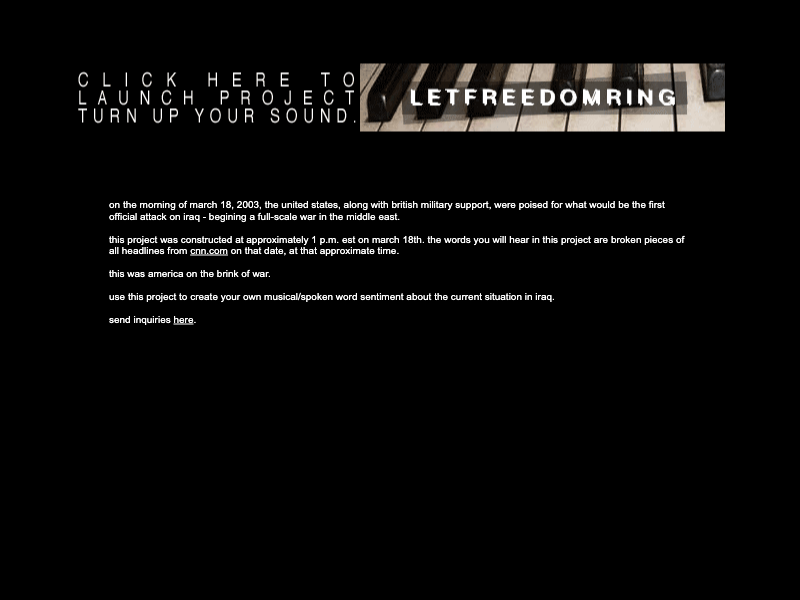 CLICK HERE TO
LAUNCH PROJECT
TURN UP YOUR SOUND.
LETFREEDOMRING
on the morning of march 18, 2003, the united states, along with british military support, were poised for what would be the first
official attack on iraq - begining a full-scale war in the middle east.
this project was constructed at approximately 1 p.m. est on march 18th. the words you will hear in this project are broken pieces of
all headlines from cnn.com on that date, at that approximate time.
this was america on the brink of war.
use this project to create your own musical/spoken word sentiment about the current situation in iraq.
send inquiries here.